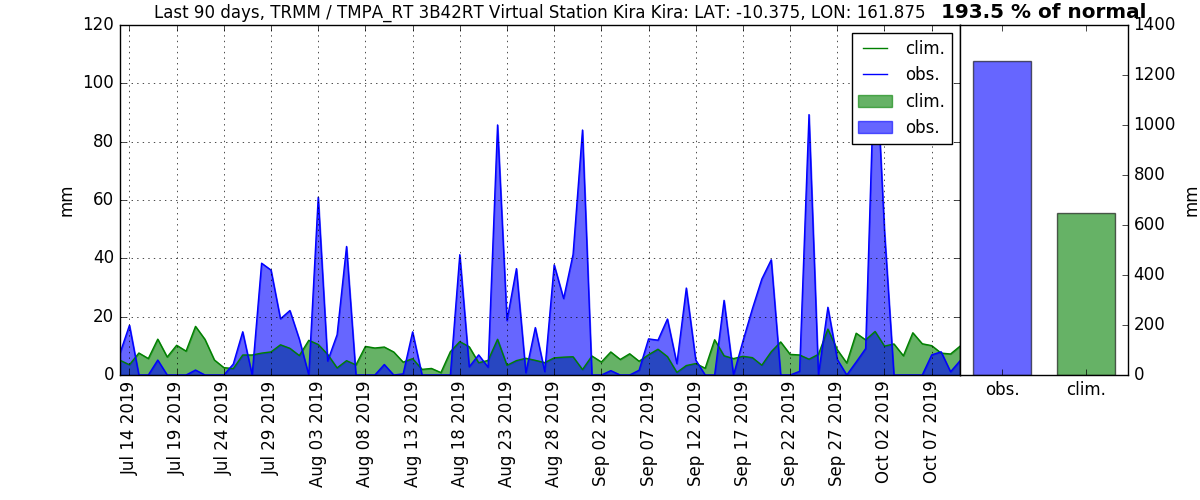 Last 90 days, TRMM / TMPA_RT 3B42RT Virtual Station Kira Kira: LAT: -10.375, LON: 161.875
193.5 % of normal
120
100
80
60
40
20
0
mm
clim.
obs.
clim.
obs.
1400
1200
1000
800
600
400
200
0
mm
Jul 14 2019
Jul 19 2019
Jul 24 2019
Jul 29 2019
Aug 03 2019
Aug 08 2019
Aug 13 2019
Aug 18 2019
Aug 23 2019
Aug 28 2019
Sep 02 2019
Sep 07 2019
Sep 12 2019
Sep 17 2019
Sep 22 2019
Sep 27 2019
Oct 02 2019
Oct 07 2019
obs.
clim.